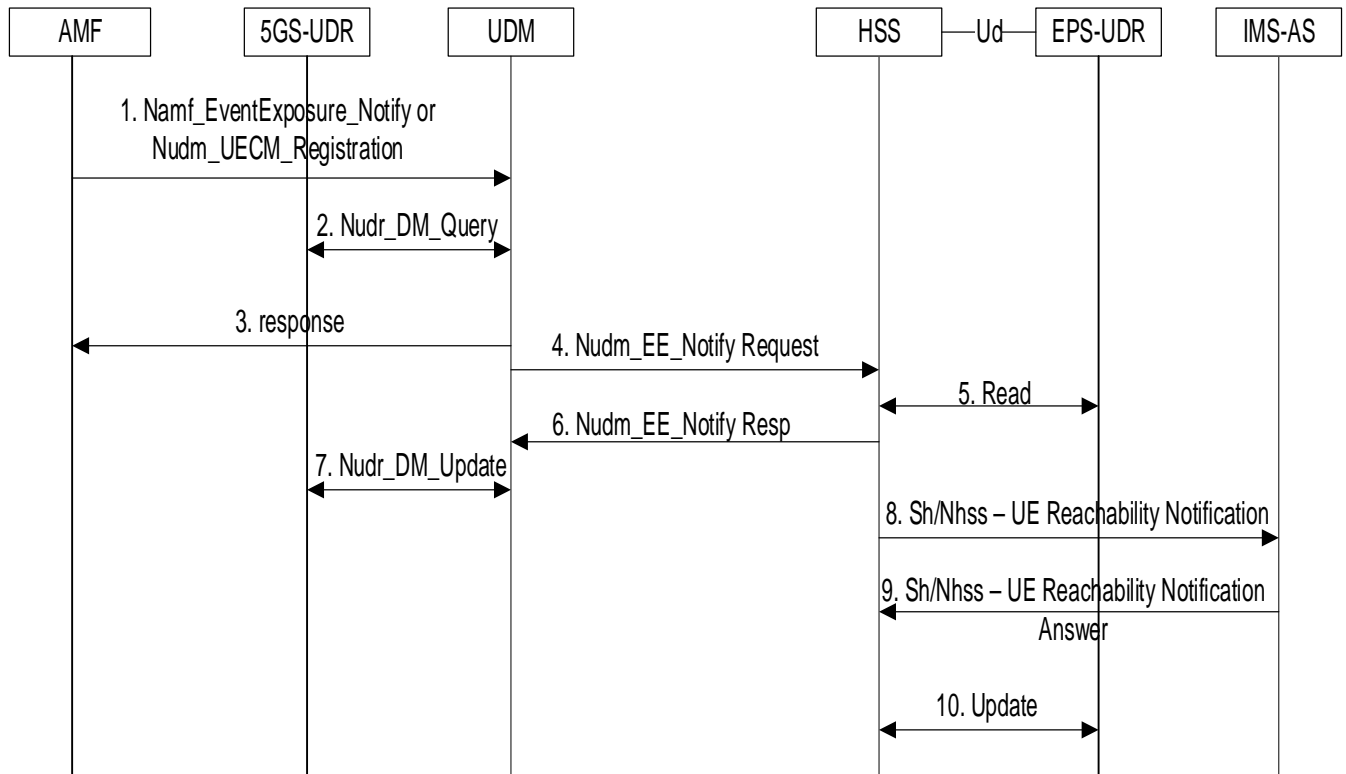 AMF
5GS-UDR
UDM
HSS
Ud
EPS-UDR
IMS-AS
1. Namf_EventExposure_Notify or
Nudm_UECM_Registration
2. Nudr_DM_Query
3. response
4. Nudm_EE_Notify Request
5. Read
6. Nudm_EE_Notify Resp
7. Nudr_DM_Update
8. Sh/Nhss – UE Reachability Notification
9. Sh/Nhss – UE Reachability Notification
Answer
10. Update